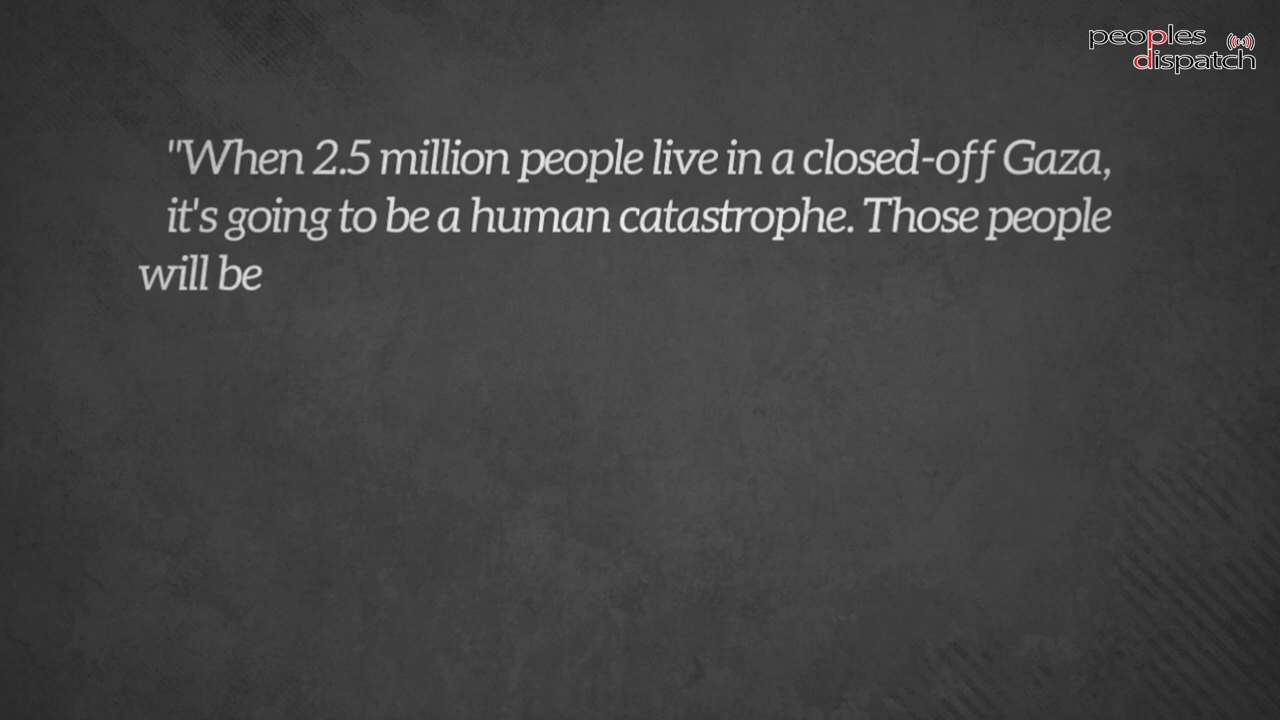 peoples
dispatch
"When 2.5 million people live in a closed-off Gaza,
it's going to be a human catastrophe. Those people
will be